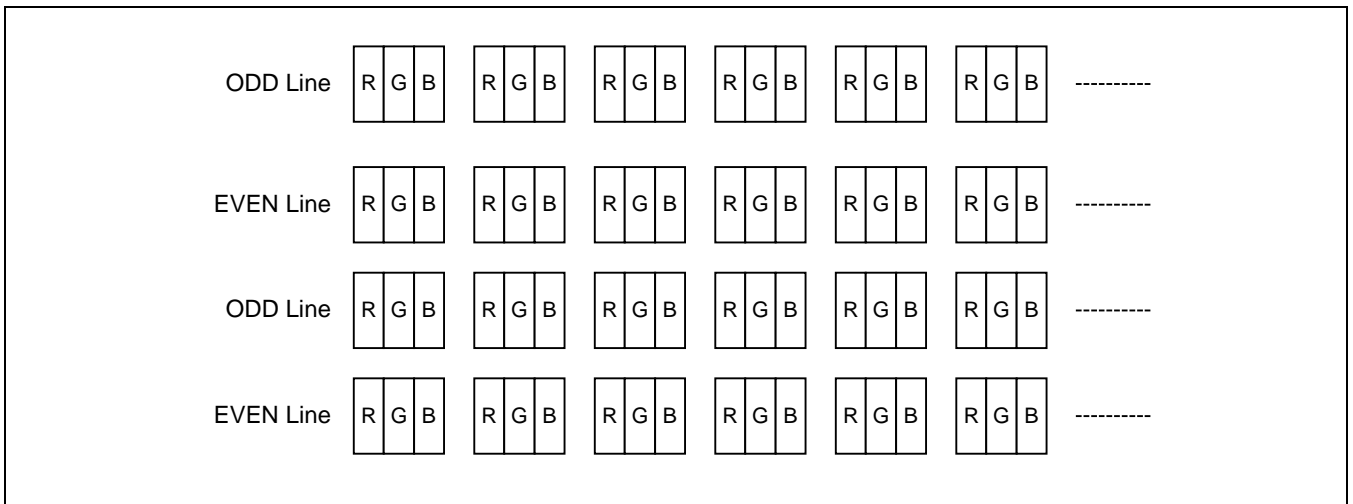 ODD Line R G B R G B R G B R G B R G B R G B ----------
EVEN Line R G B R G B R G B R G B R G B R G B ----------
ODD Line R G B R G B R G B R G B R G B R G B ----------
EVEN Line R G B R G B R G B R G B R G B R G B ----------